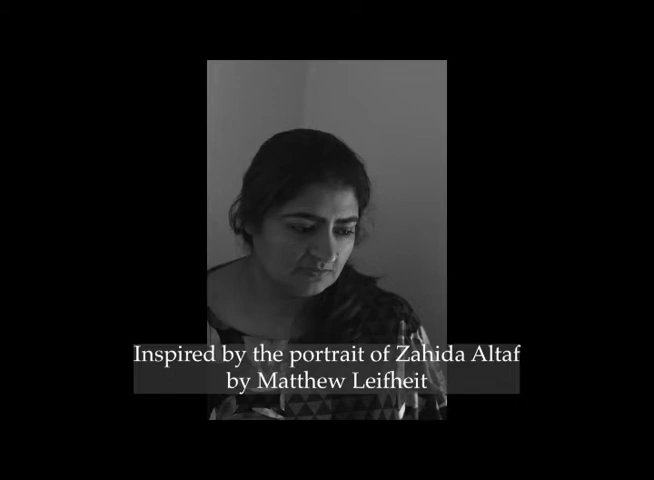 Inspired by the portrait of Zahida Altaf
by Matthew Leifheit